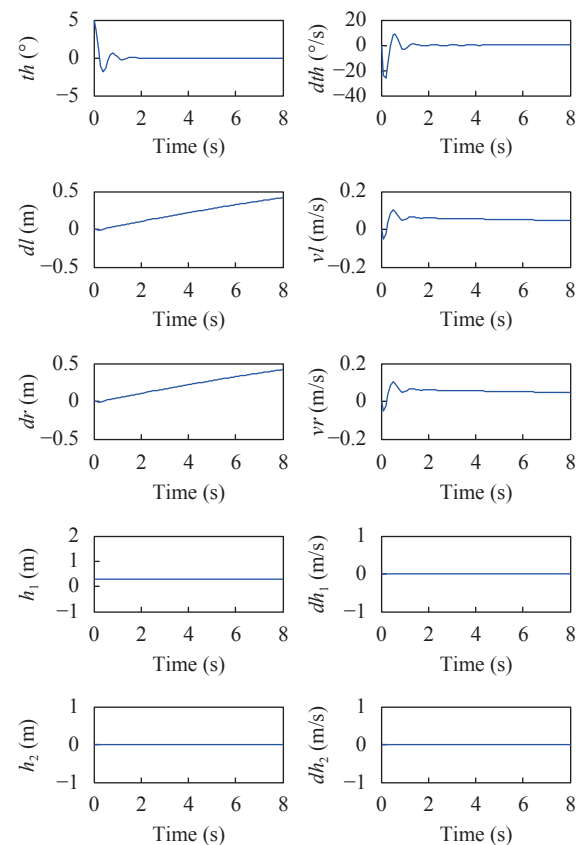 5
0
−5
th (°)
0 2 4 6 8
Time (s)
40
20
0
−20
−40
dth (°/s)
0 2 4 6 8
Time (s)
0.5
0
−0.5
dl (m)
0 2 4 6 8
Time (s)
0.2
0
−0.2
vl (m/s)
0 2 4 6 8
Time (s)
0.5
0
−0.5
dr (m)
0 2 4 6 8
Time (s)
0.2
0
−0.2
vr (m/s)
0 2 4 6 8
Time (s)
2
1
0
−1
h₁ (m)
0 2 4 6 8
Time (s)
1
0
−1
dh₁ (m/s)
0 2 4 6 8
Time (s)
1
0
−1
h₂ (m)
0 2 4 6 8
Time (s)
1
0
−1
dh₂ (m/s)
0 2 4 6 8
Time (s)